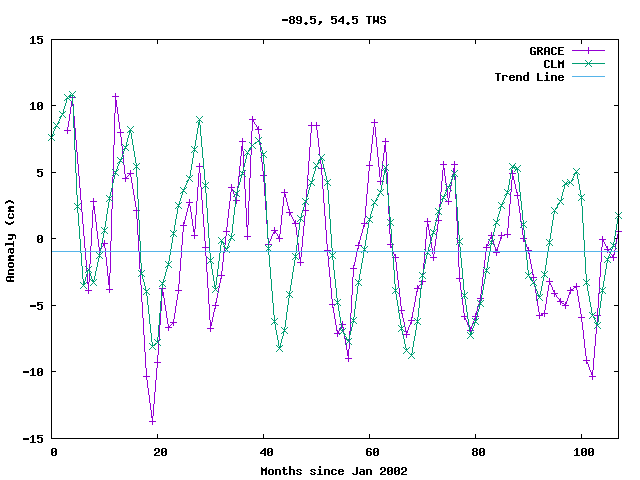 -89.5, 54.5 TWS
GRACE
CLM
Trend Line
15
10
5
0
-5
-10
-15
Anomaly (cm)
0 20 40 60 80 100
Months since Jan 2002